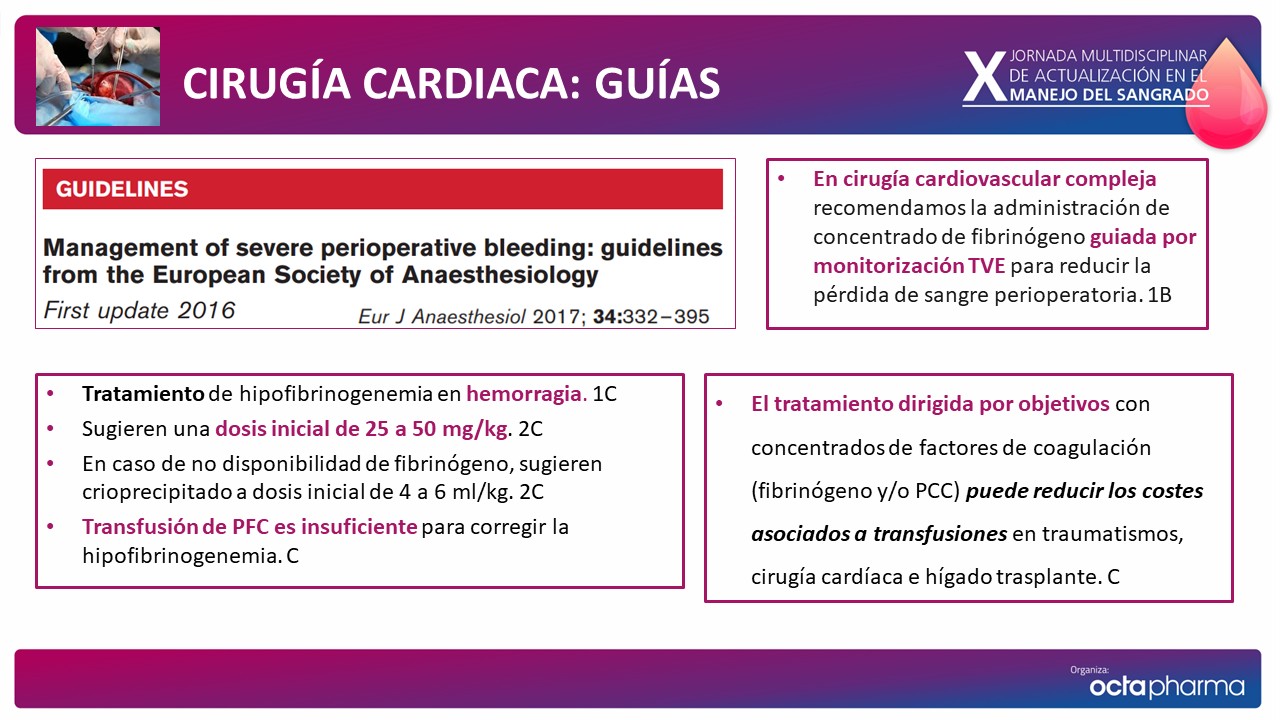 CIRUGÍA CARDIACA: GUÍAS
X JORNADA MULTIDISCIPLINAR
DE ACTUALIZACIÓN EN EL
MANEJO DEL SANGRADO
GUIDELINES
Management of severe perioperative bleeding: guidelines
from the European Society of Anaesthesiology
First update 2016
Eur J Anaesthesiol 2017; 34:332–395
• En cirugía cardiovascular compleja
recomendamos la administración de
concentrado de fibrinógeno guiada por
monitorización TVE para reducir la
pérdida de sangre perioperatoria. 1B
• Tratamiento de hipofibrinogenemia en hemorragia. 1C
• Sugieren una dosis inicial de 25 a 50 mg/kg. 2C
• En caso de no disponibilidad de fibrinógeno, sugieren
crioprecipitado a dosis inicial de 4 a 6 ml/kg. 2C
• Transfusión de PFC es insuficiente para corregir la
hipofibrinogenemia. C
• El tratamiento dirigida por objetivos con
concentrados de factores de coagulación
(fibrinógeno y/o PCC) puede reducir los costes
asociados a transfusiones en traumatismos,
cirugía cardíaca e hígado trasplante. C
Organiza:
octapharma